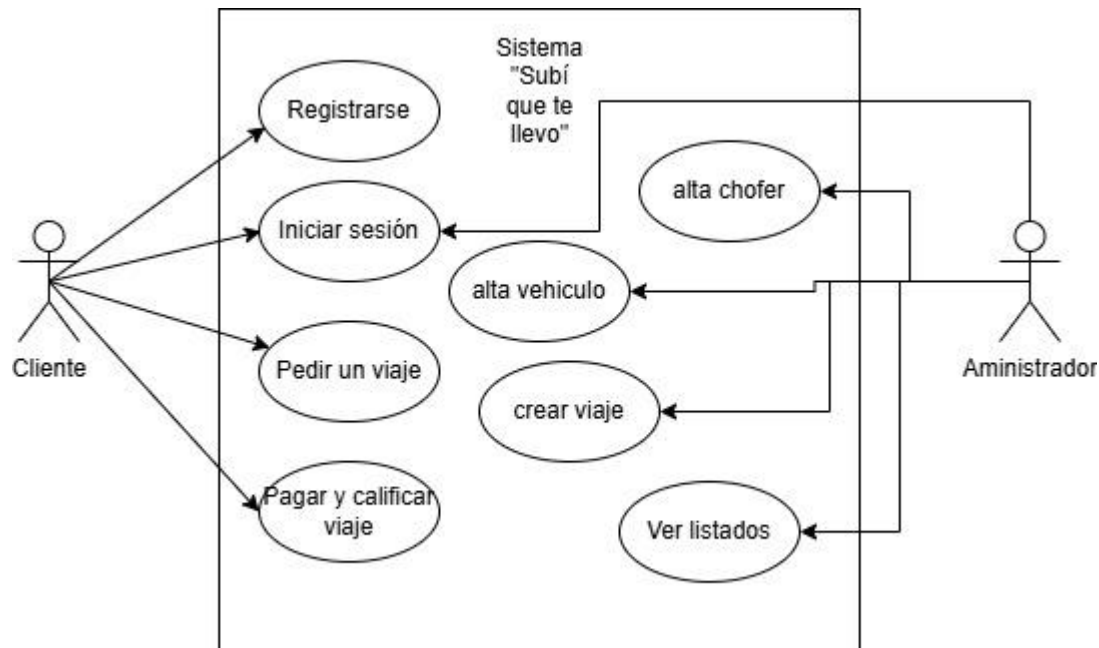 Sistema
"Subí
que te
llevo"
Registrarse
alta chofer
Iniciar sesión
alta vehiculo
Cliente
Pedir un viaje
Aministrador
crear viaje
Pagar y calificar
viaje
Ver listados